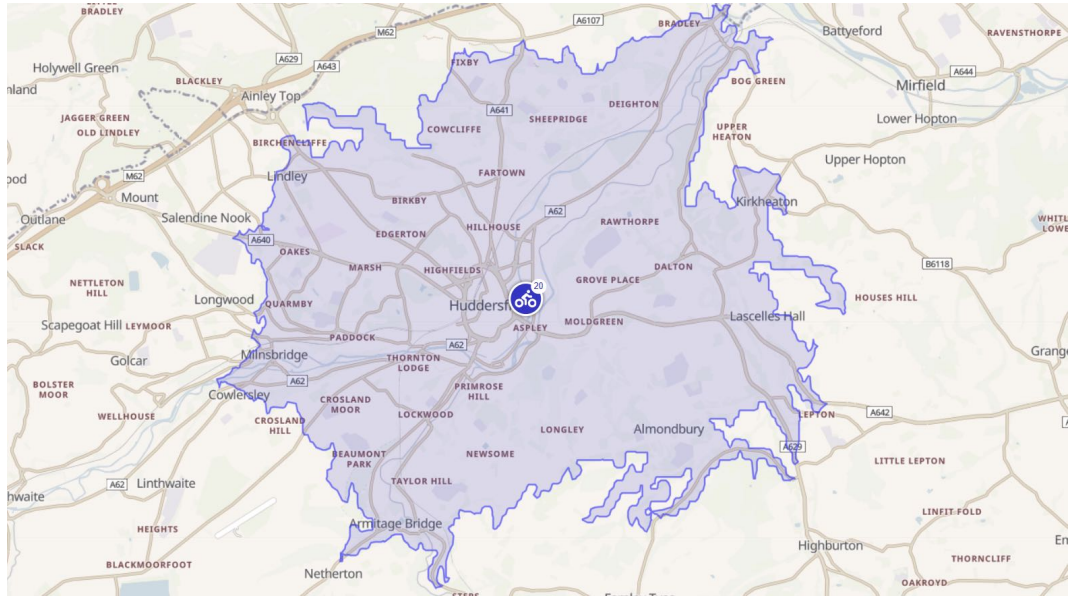 BRADLEY
A6107
Battyeford
RAVENSTHORPE
M62
A629
A643
FIXBY
A644
Holywell Green
BLACKLEY
BOG GREEN
Mirfield
Ainley Top
A641
DEIGHTON
SHEEPRIDGE
Lower Hopton
JAGGER GREEN
OLD LINDLEY
COWCLIFFE
UPPER
HEATON
BIRCHENCLIFFE
Upper Hopton
M62
Lindley
FARTOWN
Mount
BIRKBY
Kirkheaton
Outlane
Salendine Nook
A62
RAWTHORPE
HILLHOUSE
EDGERTON
SLACK
A640
OAKES
MARSH
HIGHFIELDS
GROVE PLACE
DALTON
B6118
NETTLETON
HILL
20
HOUSES HILL
Longwood
QUARMBY
Huddersf
Lascelles Hall
Scapegoat Hill
LEYMOOR
ASPLEY
MOLDGREEN
PADDOCK
A62
Milnsbridge
THORNTON
LODGE
Golcar
A62
PRIMROSE
HILL
BOLSTER
MOOR
Cowlersley
CROSLAND
MOOR
WELLHOUSE
LOCKWOOD
LEPTON
A642
CROSLAND
HILL
LONGLEY
Almondbury
A629
BEAUMONT
PARK
NEWSOME
LITTLE LEPTON
Linthwaite
A62
TAYLOR HILL
hwaite
LINFIT FOLD
HEIGHTS
Armitage Bridge
Highburton
THORNCLIFF
BLACKMOORFOOT
Netherton
OAKROYD